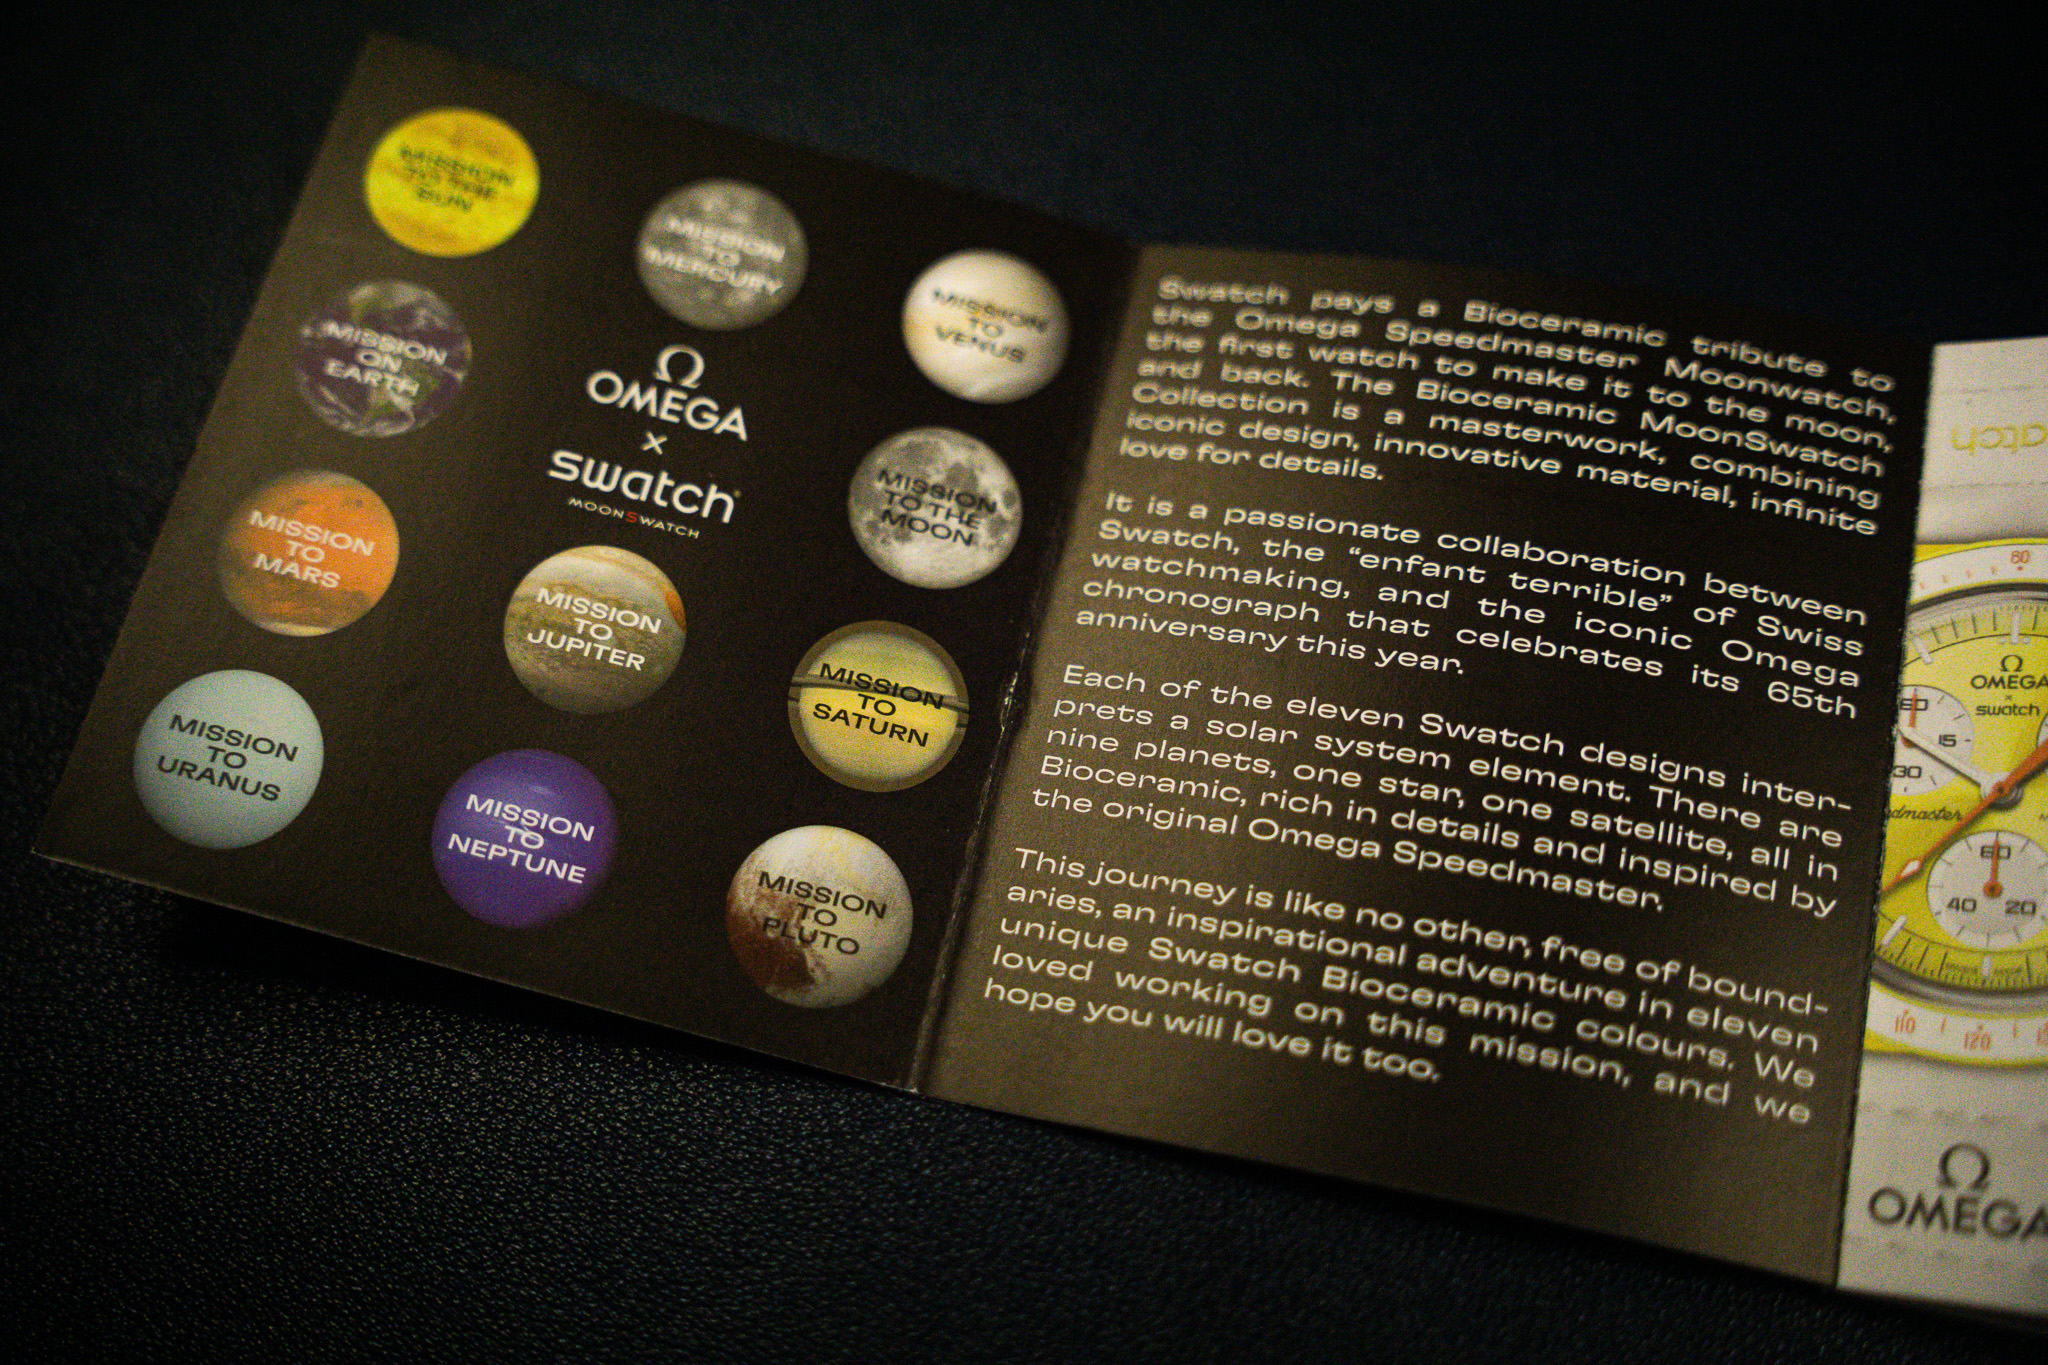 MISSION
TO THE
SUN
MISSION
TO
MERCURY
MISSION
TO
VENUS
MISSION
ON
EARTH
Ω
OMEGA
x
swatch
MOONSWATCH
MISSION
TO THE
MOON
MISSION
TO
MARS
MISSION
TO
JUPITER
MISSION
TO
SATURN
MISSION
TO
URANUS
MISSION
TO
NEPTUNE
MISSION
TO
PLUTO
Swatch pays a Bioceramic tribute to
the Omega Speedmaster Moonwatch,
the first watch to make it to the moon,
and back. The Bioceramic MoonSwatch
Collection is a masterwork, combining
iconic design, innovative material, infinite
love for details.
It is a passionate collaboration between
Swatch, the “enfant terrible” of Swiss
watchmaking, and the iconic Omega
chronograph that celebrates its 65th
anniversary this year.
Each of the eleven Swatch designs inter-
prets a solar system element. There are
nine planets, one star, one satellite, all in
Bioceramic, rich in details and inspired by
the original Omega Speedmaster.
This journey is like no other, free of bound-
aries, an inspirational adventure in eleven
unique Swatch Bioceramic colours. We
loved working on this mission, and we
hope you will love it too.
atch
60
Ω
OMEGA
x
swatch
15
30
dmaster
60
40 20
110
120
Ω
OMEGA